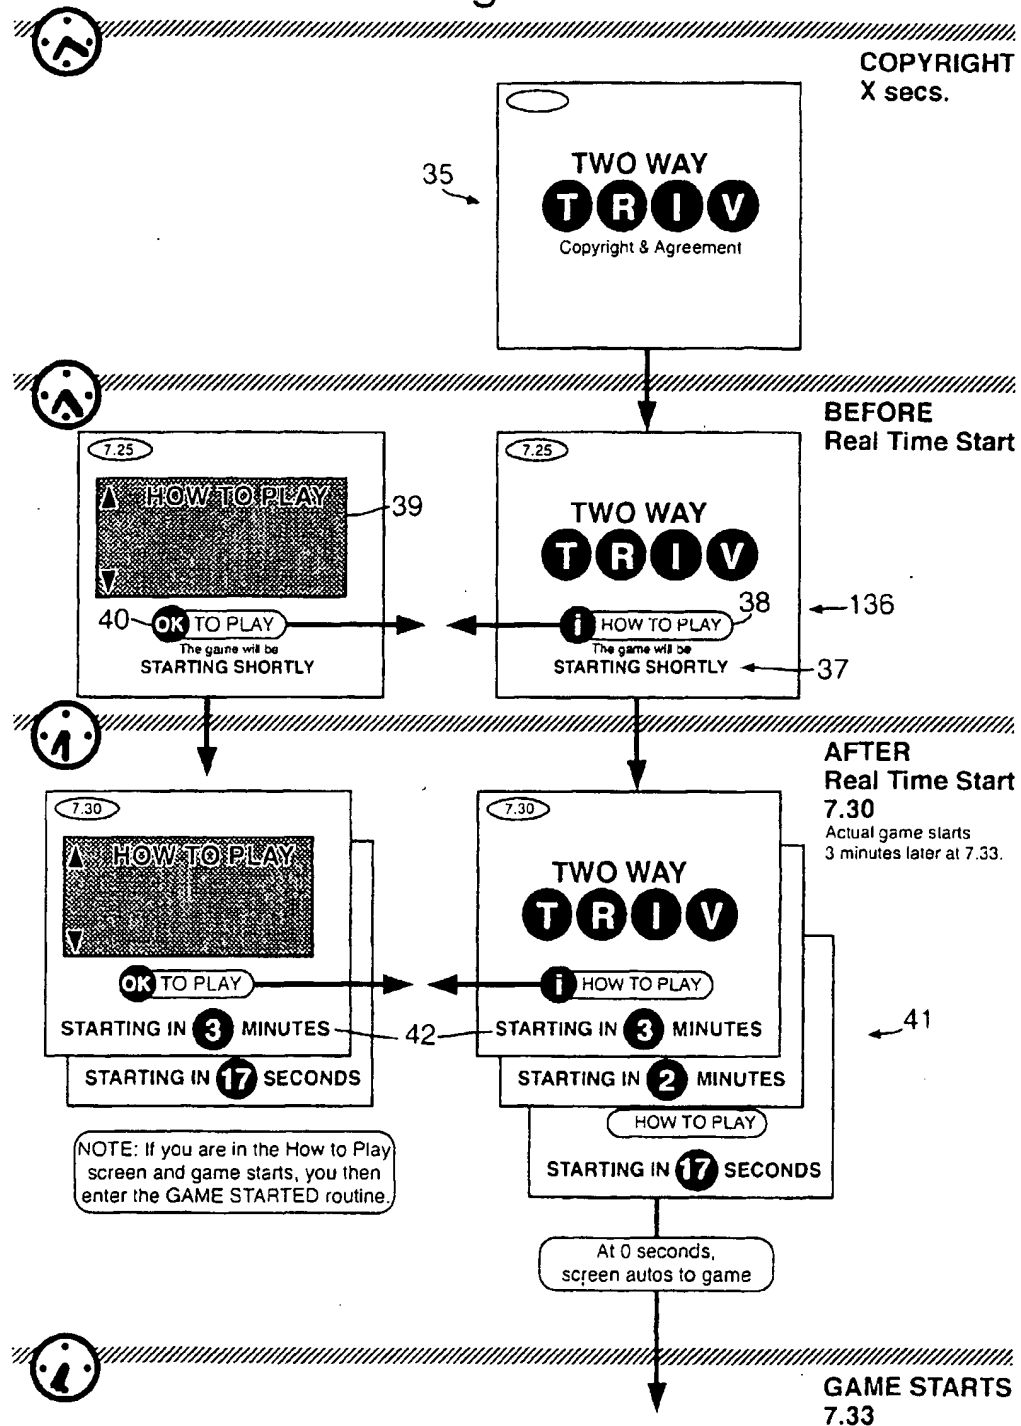 g
COPYRIGHT
X secs.
35
TWO WAY
TRIV
Copyright & Agreement
BEFORE
Real Time Start
7.25
HOW TO PLAY
39
40
OK TO PLAY
The game will be
STARTING SHORTLY
7.25
TWO WAY
TRIV
38
136
i HOW TO PLAY
The game will be
STARTING SHORTLY
37
AFTER
Real Time Start
7.30
Actual game starts
3 minutes later at 7.33.
7.30
HOW TO PLAY
OK TO PLAY
STARTING IN 3 MINUTES
42
STARTING IN 17 SECONDS
NOTE: If you are in the How to Play
screen and game starts, you then
enter the GAME STARTED routine.
7.30
TWO WAY
TRIV
i HOW TO PLAY
STARTING IN 3 MINUTES
41
STARTING IN 2 MINUTES
HOW TO PLAY
STARTING IN 17 SECONDS
At 0 seconds,
screen autos to game
GAME STARTS
7.33